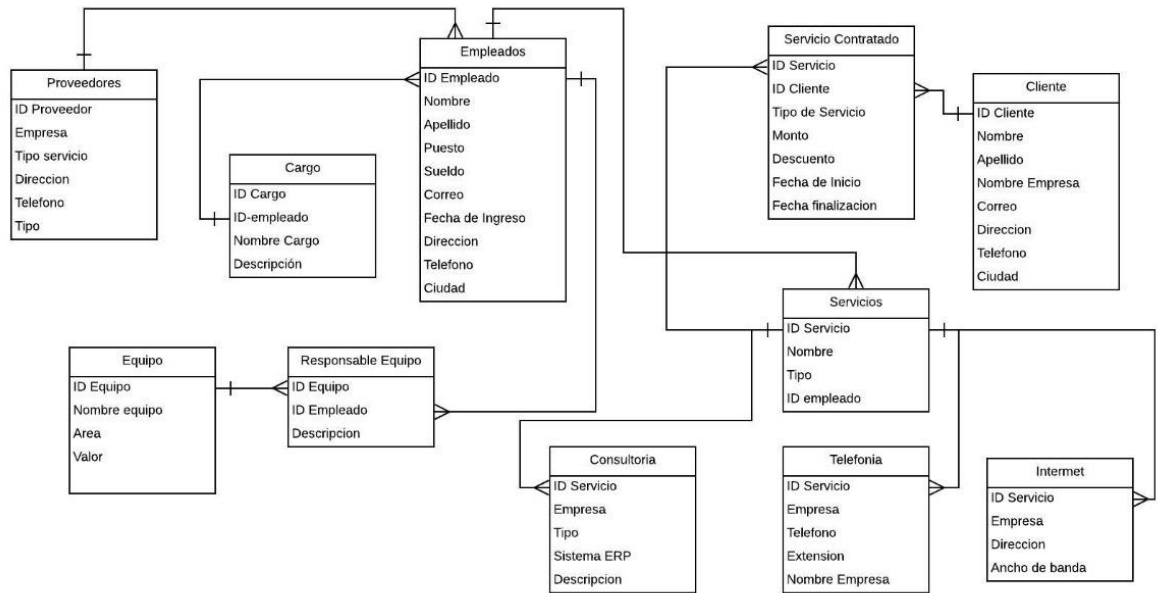 Proveedores
ID Proveedor
Empresa
Tipo servicio
Direccion
Telefono
Tipo
Cargo
ID Cargo
ID-empleado
Nombre Cargo
Descripción
Empleados
ID Empleado
Nombre
Apellido
Puesto
Sueldo
Correo
Fecha de Ingreso
Direccion
Telefono
Ciudad
Servicio Contratado
ID Servicio
ID Cliente
Tipo de Servicio
Monto
Descuento
Fecha de Inicio
Fecha finalizacion
Cliente
ID Cliente
Nombre
Apellido
Nombre Empresa
Correo
Direccion
Telefono
Ciudad
Equipo
ID Equipo
Nombre equipo
Area
Valor
Responsable Equipo
ID Equipo
ID Empleado
Descripcion
Servicios
ID Servicio
Nombre
Tipo
ID empleado
Consultoria
ID Servicio
Empresa
Tipo
Sistema ERP
Descripcion
Telefonia
ID Servicio
Empresa
Telefono
Extension
Nombre Empresa
Internet
ID Servicio
Empresa
Direccion
Ancho de banda